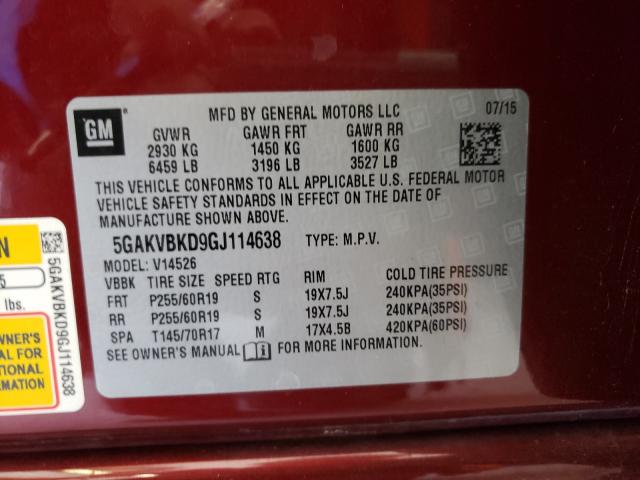 GM
MFD BY GENERAL MOTORS LLC 07/15
GVWR GAWR FRT GAWR RR
2930 KG 1450 KG 1600 KG
6459 LB 3196 LB 3527 LB
THIS VEHICLE CONFORMS TO ALL APPLICABLE U.S. FEDERAL MOTOR
VEHICLE SAFETY STANDARDS IN EFFECT ON THE DATE OF
MANUFACTURE SHOWN ABOVE.
5GAKVBKD9GJ114638 TYPE: M.P.V.
MODEL: V14526
VBBK TIRE SIZE SPEED RTG RIM COLD TIRE PRESSURE
FRT P255/60R19 S 19X7.5J 240KPA(35PSI)
RR P255/60R19 S 19X7.5J 240KPA(35PSI)
SPA T145/70R17 M 17X4.5B 420KPA(60PSI)
SEE OWNER'S MANUAL i FOR MORE INFORMATION.
N
5
lbs.
OWNER'S
AL FOR
TIONAL
ATION
5GAKVBKD9GJ114638